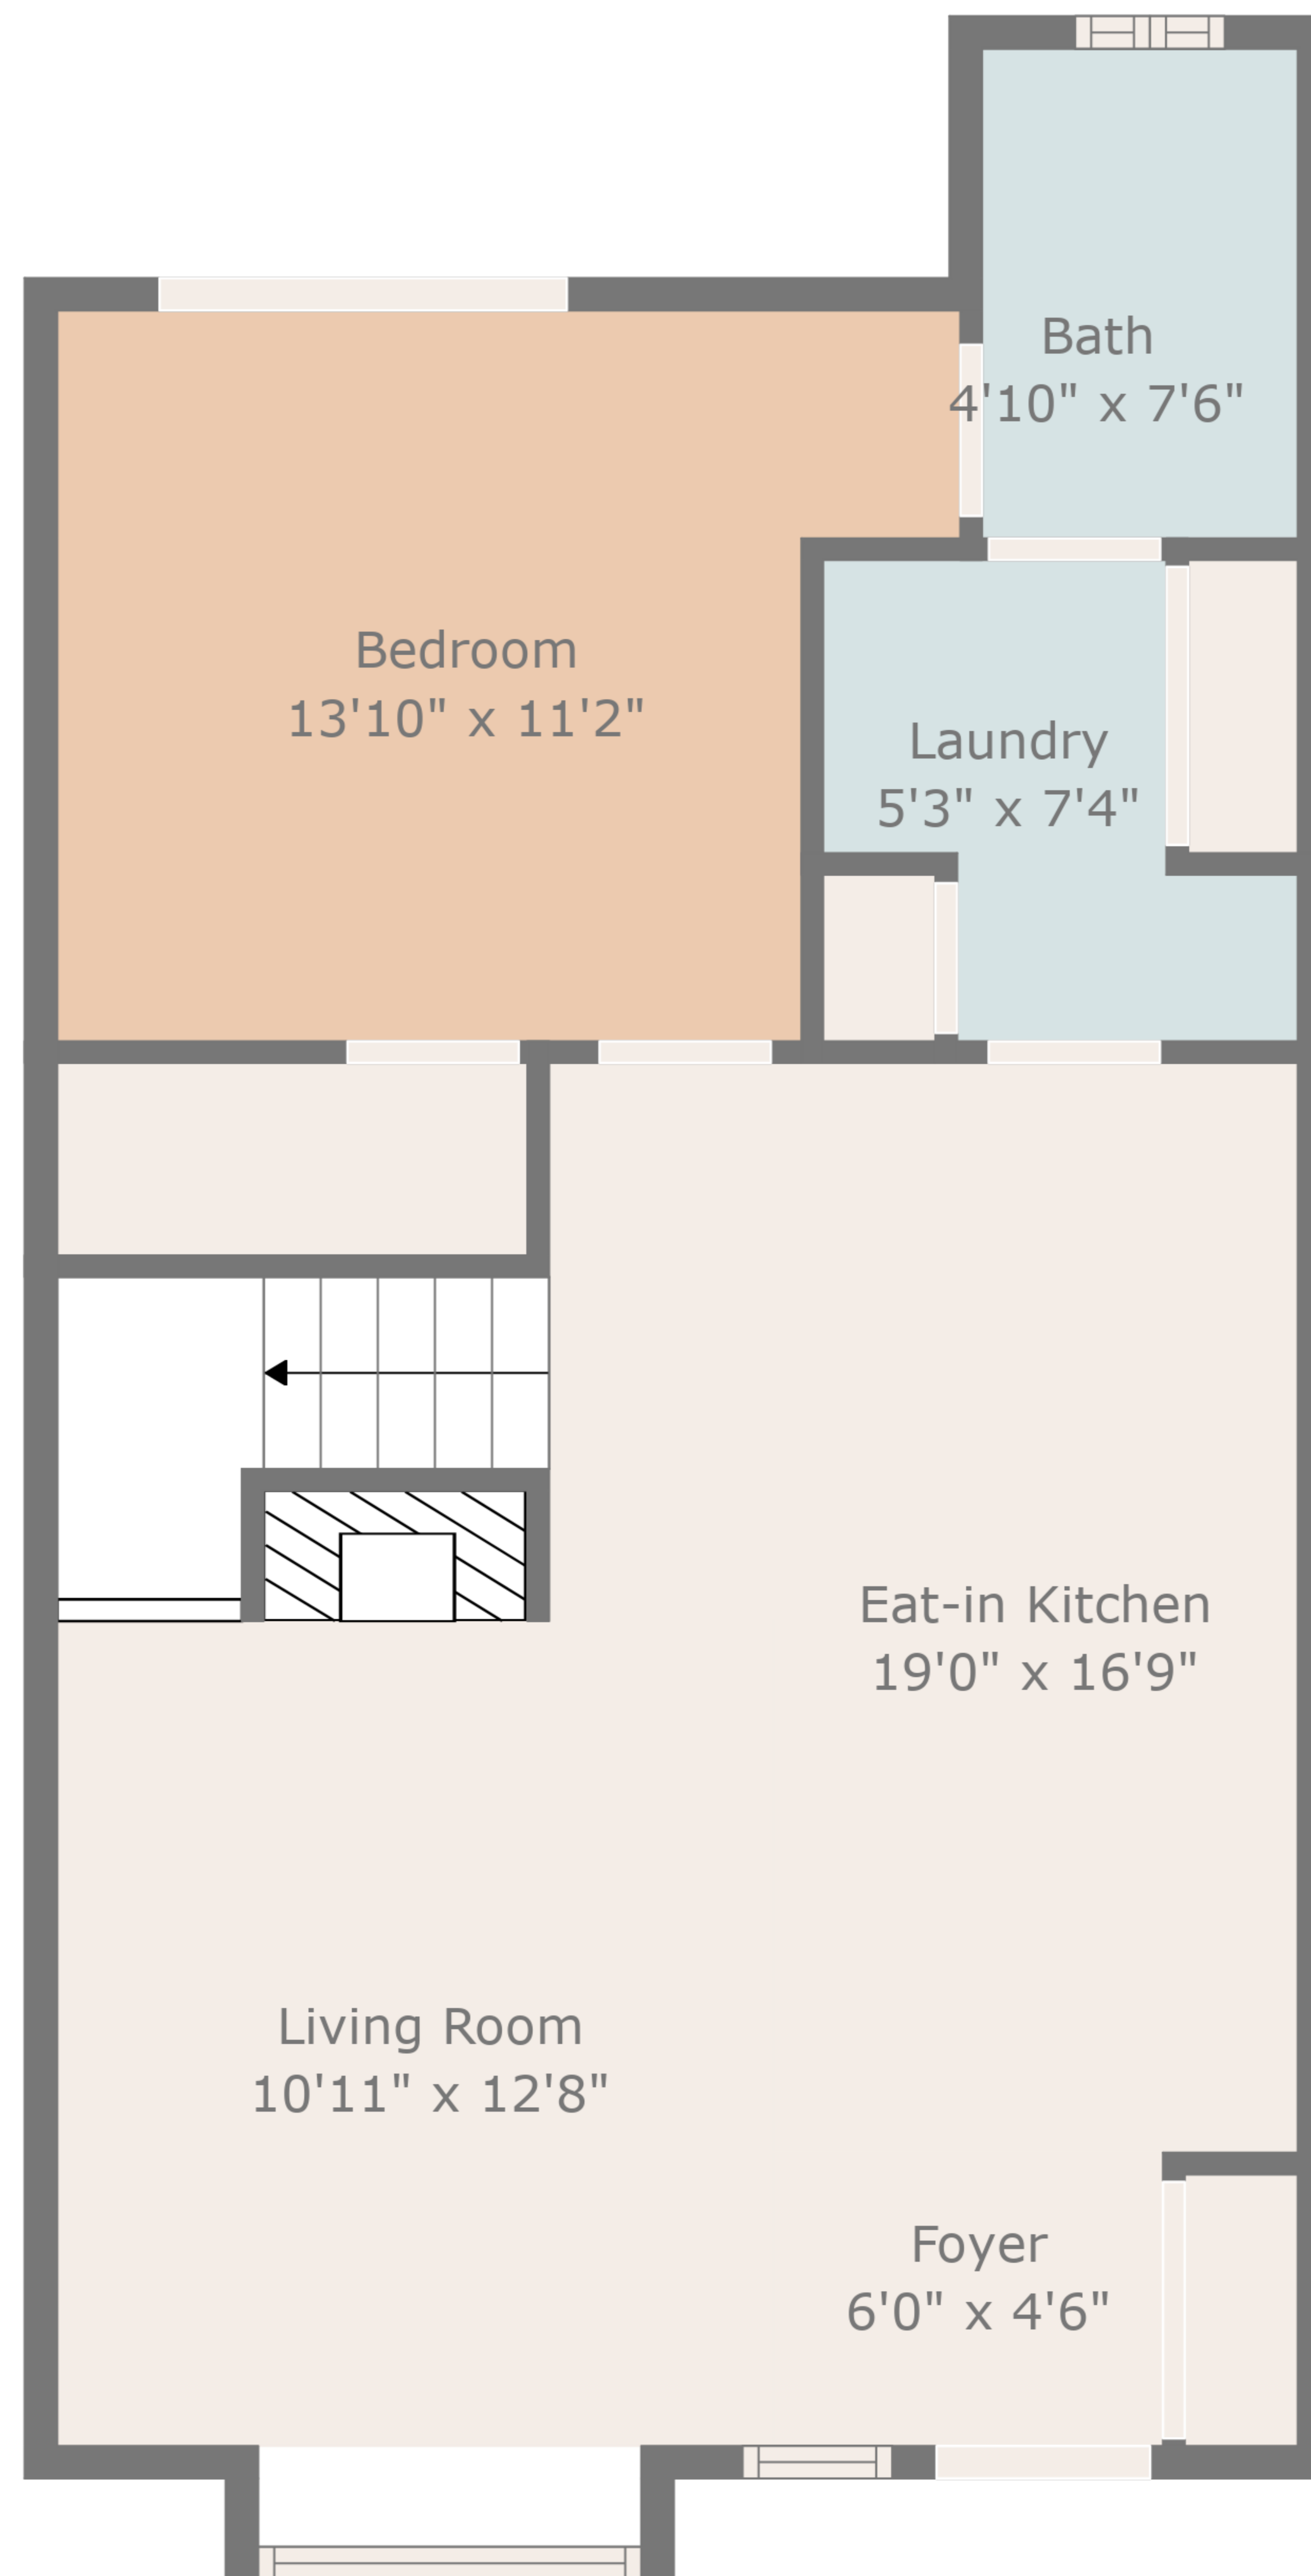 Bath
4'10" x 7'6"
Bedroom
13'10" x 11'2"
Laundry
5'3" x 7'4"
Eat-in Kitchen
19'0" x 16'9"
Living Room
10'11" x 12'8"
Foyer
6'0" x 4'6"